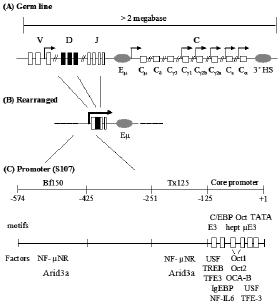 (A) Germ line
> 2 megabase
V D J C
Eμ Cμ Cδ Cγ3 Cγ1 Cγ2b Cγ2a Cε Cα 3'HS
(B) Rearranged
Eμ
(C) Promoter (S107)
Bf150 Tx125 Core promoter
-574 -425 -251 -125 +1
C/EBP Oct TATA
motifs E3 hept μE3
Factors NF-μNR NF-μNR USF Oct1
Arid3a Arid3a TREB Oct2
TFE3 OCA-B
IgEBP USF
NF-IL6 TFE-3